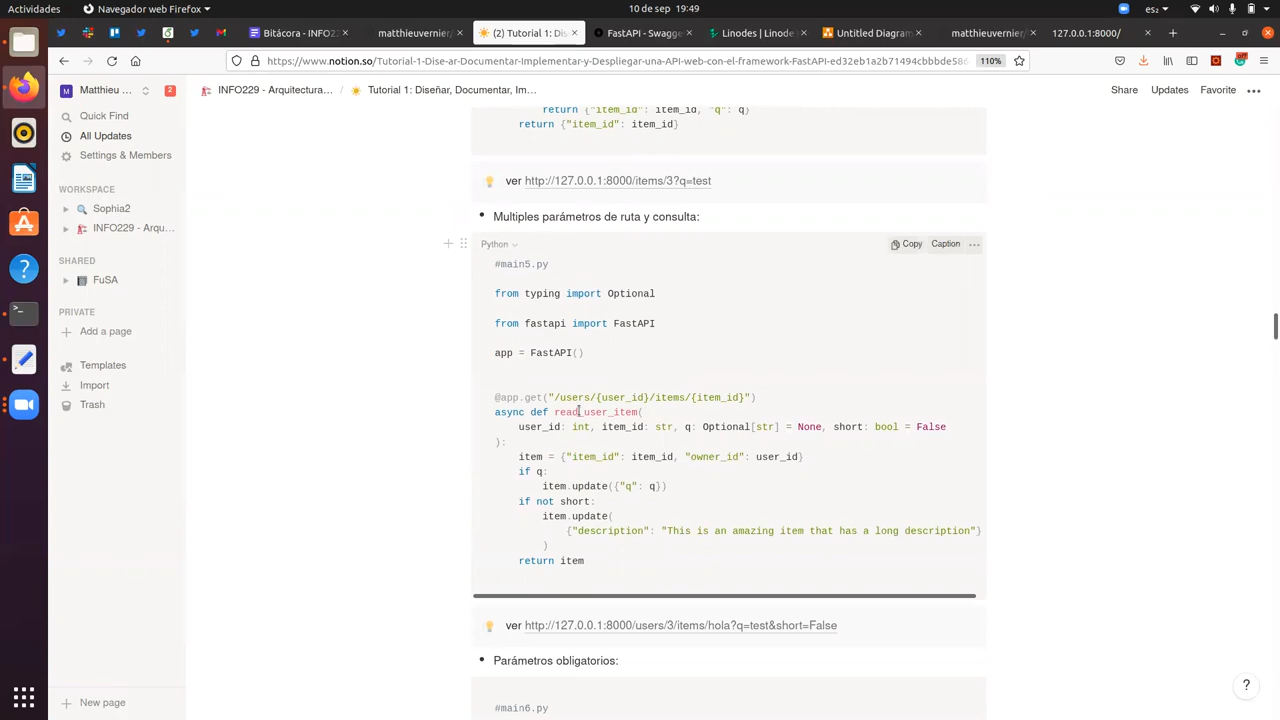 Actividades
Navegador web Firefox
10 de sep 19:49
es₂
Bitácora - INFO229
matthieuvernier/
(2) Tutorial 1: Dis
FastAPI - Swagge
Linodes | Linode
Untitled Diagram
matthieuvernier/
127.0.0.1:8000/
https://www.notion.so/Tutorial-1-Dise-ar-Documentar-Implementar-y-Despliegar-una-API-web-con-el-framework-FastAPI-ed32eb1a2b71494cbbbde58
110%
Matthieu ...
2
INFO229 - Arquitectura...
/
Tutorial 1: Diseñar, Documentar, Im...
Share
Updates
Favorite
Quick Find
All Updates
Settings & Members
WORKSPACE
Sophia2
INFO229 - Arqu...
SHARED
FuSA
PRIVATE
Add a page
Templates
Import
Trash
New page
return {"item_id": item_id, "q": q}
return {"item_id": item_id}
ver http://127.0.0.1:8000/items/3?q=test
Multiples parámetros de ruta y consulta:
Python
Copy
Caption
#main5.py
from typing import Optional
from fastapi import FastAPI
app = FastAPI()
@app.get("/users/{user_id}/items/{item_id}")
async def read_user_item(
user_id: int, item_id: str, q: Optional[str] = None, short: bool = False
):
item = {"item_id": item_id, "owner_id": user_id}
if q:
item.update({"q": q})
if not short:
item.update(
{"description": "This is an amazing item that has a long description"}
)
return item
ver http://127.0.0.1:8000/users/3/items/hola?q=test&short=False
Parámetros obligatorios:
#main6.py
?